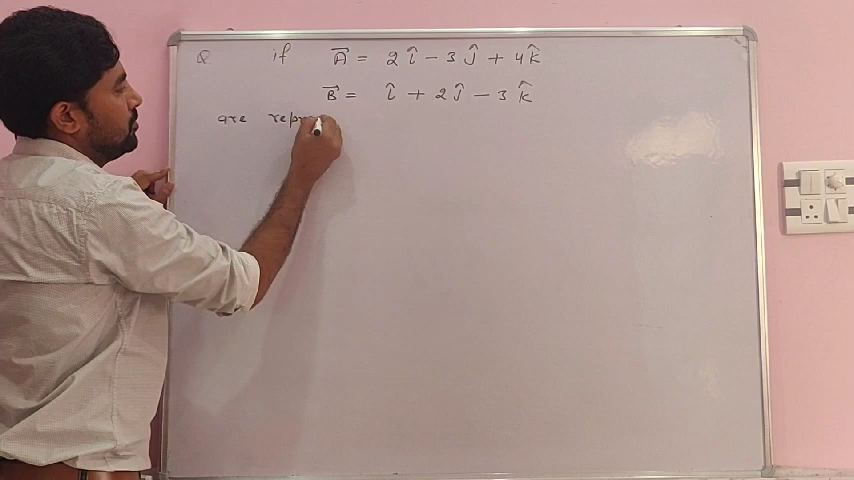 Q if A⃗ = 2î - 3ĵ + 4k̂
B⃗ = î + 2ĵ - 3k̂
are repr